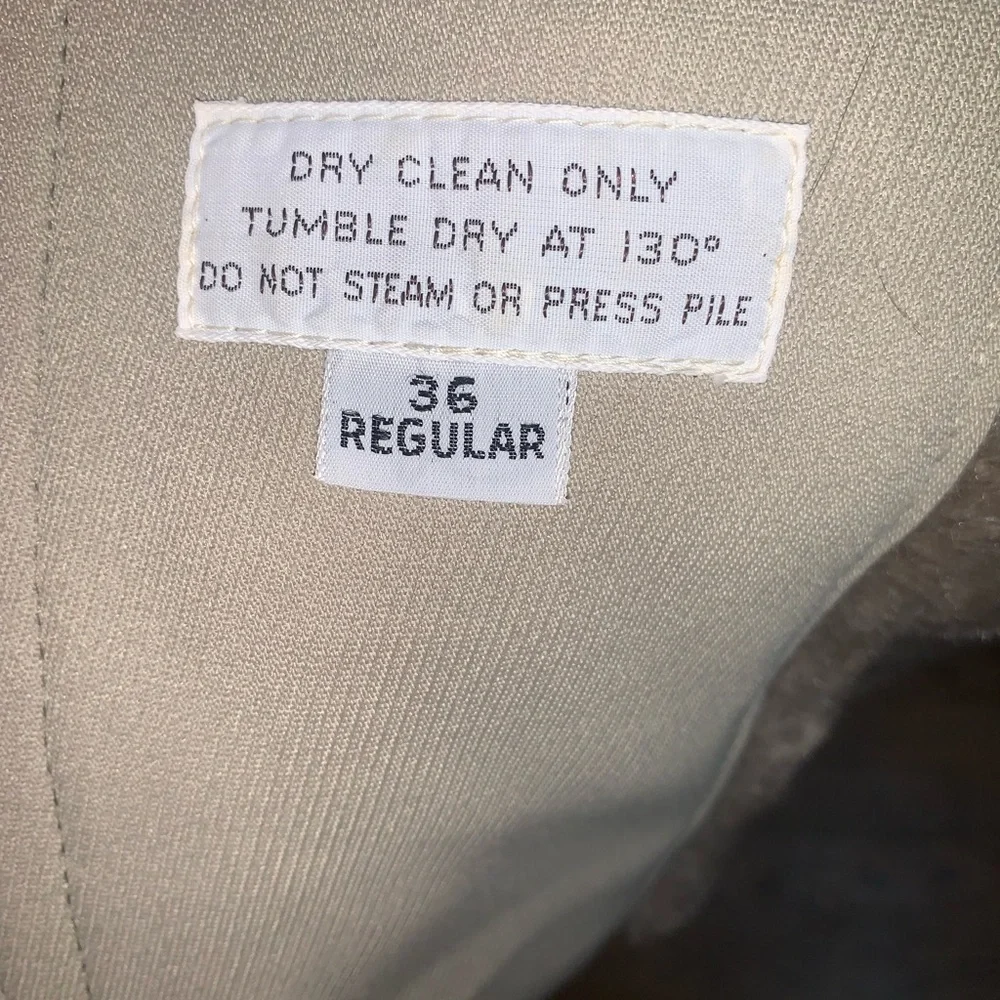 DRY CLEAN ONLY
TUMBLE DRY AT 130°
DO NOT STEAM OR PRESS PILE
36
REGULAR